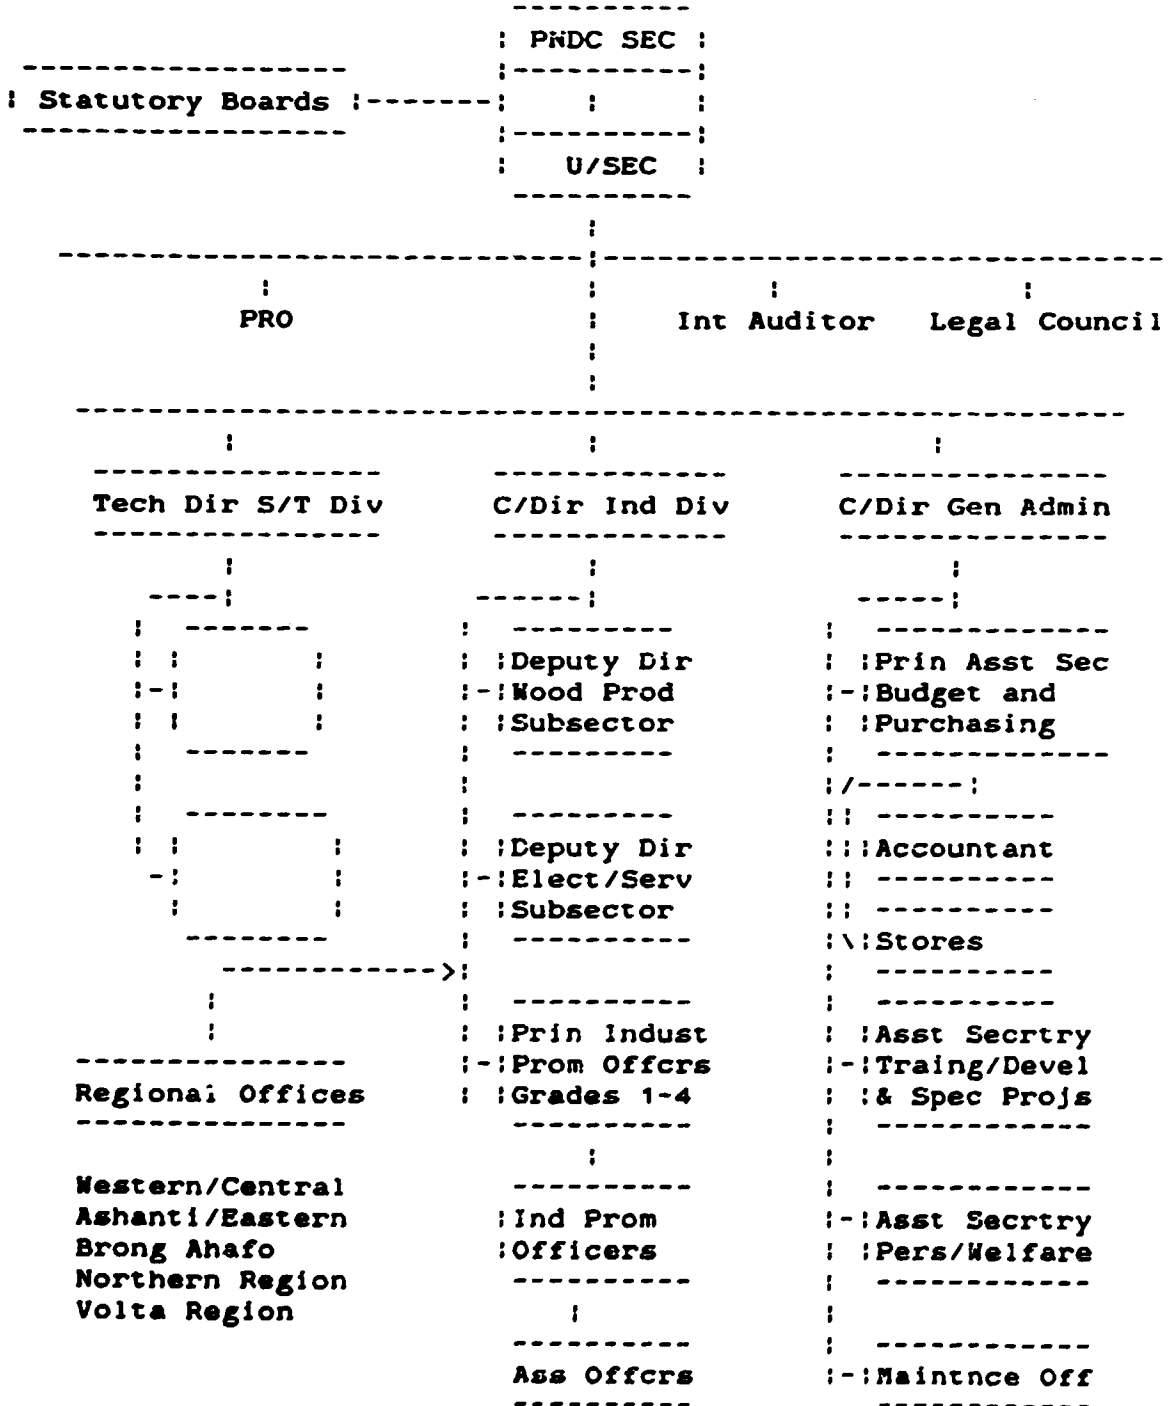 PNDC SEC
Statutory Boards
U/SEC
PRO
Int Auditor
Legal Council
Tech Dir S/T Div
C/Dir Ind Div
C/Dir Gen Admin
Deputy Dir
Wood Prod
Subsector
Prin Asst Sec
Budget and
Purchasing
Deputy Dir
Elect/Serv
Subsector
Accountant
Stores
Regional Offices
Western/Central
Ashanti/Eastern
Brong Ahafo
Northern Region
Volta Region
Prin Indust
Prom Offcrs
Grades 1-4
Ind Prom
Officers
Ass Offcrs
Asst Secrtry
Traing/Devel
& Spec Projs
Asst Secrtry
Pers/Welfare
Maintnce Off